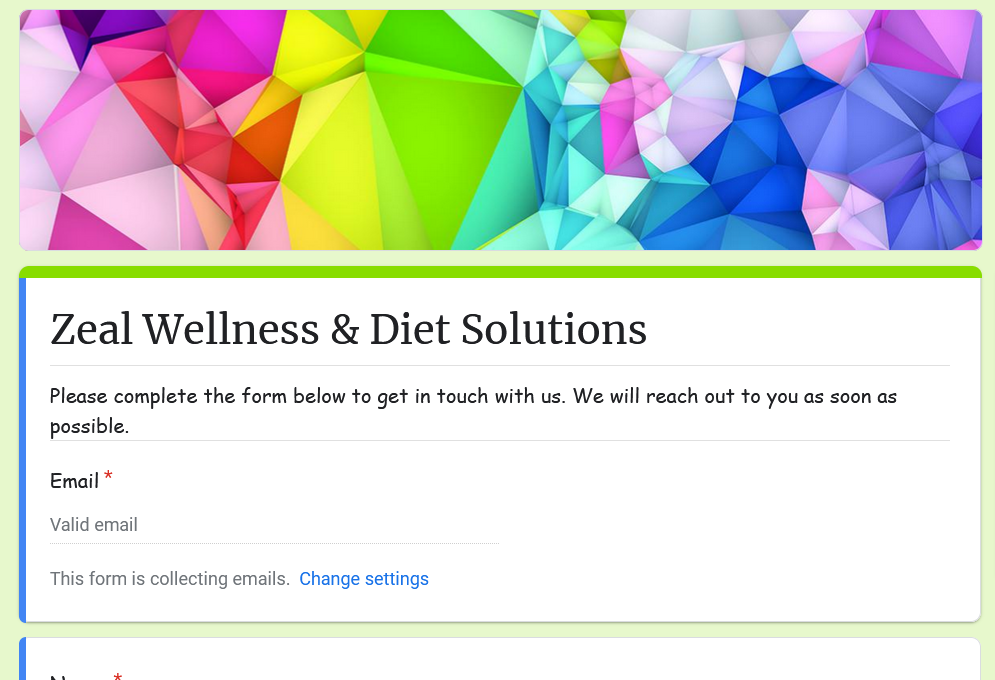 Zeal Wellness & Diet Solutions
Please complete the form below to get in touch with us. We will reach out to you as soon as
possible.
Email *
Valid email
This form is collecting emails. Change settings
*